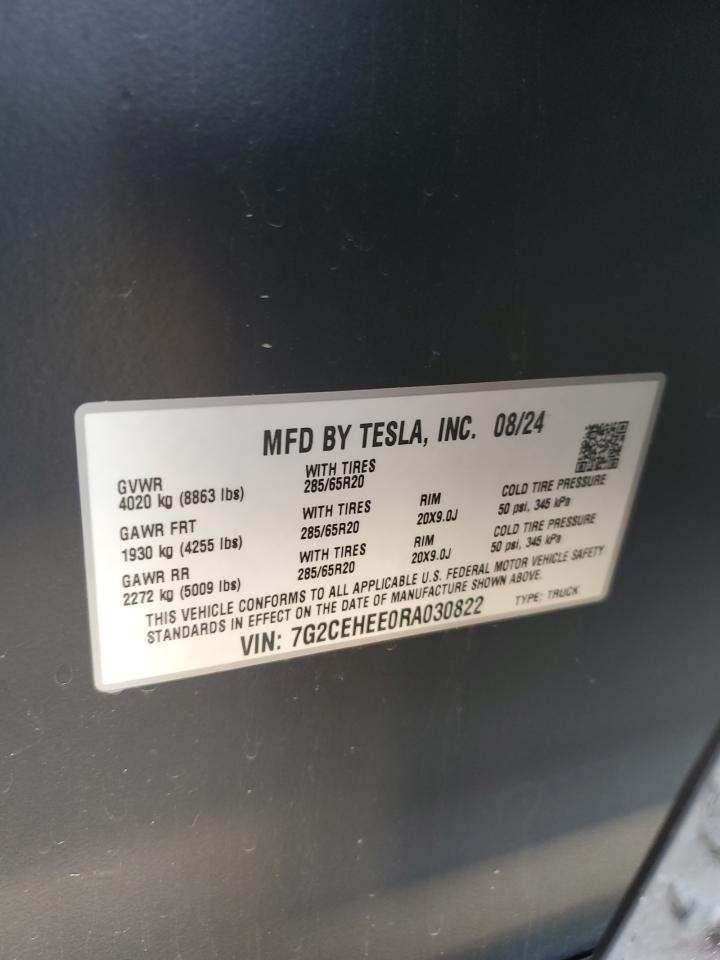 MFD BY TESLA, INC. 08/24
GVWR
4020 kg (8863 lbs)
WITH TIRES
285/65R20
GAWR FRT
1930 kg (4255 lbs)
WITH TIRES
285/65R20
RIM
20X9.0J
COLD TIRE PRESSURE
50 psi, 345 kPa
GAWR RR
2272 kg (5009 lbs)
WITH TIRES
285/65R20
RIM
20X9.0J
COLD TIRE PRESSURE
50 psi, 345 kPa
THIS VEHICLE CONFORMS TO ALL APPLICABLE U.S. FEDERAL MOTOR VEHICLE SAFETY
STANDARDS IN EFFECT ON THE DATE OF MANUFACTURE SHOWN ABOVE.
VIN: 7G2CEHEE0RA030822
TYPE: TRUCK